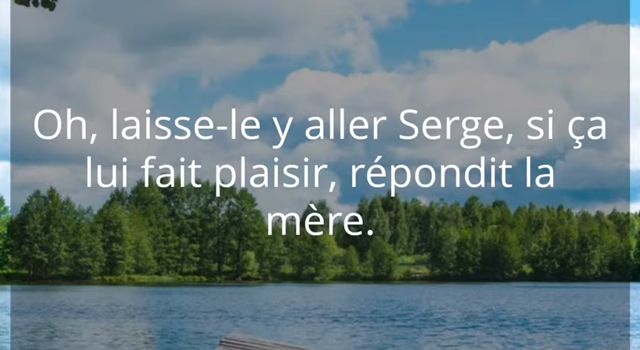 Oh, laisse-le y aller Serge, si ça
lui fait plaisir, répondit la
mère.